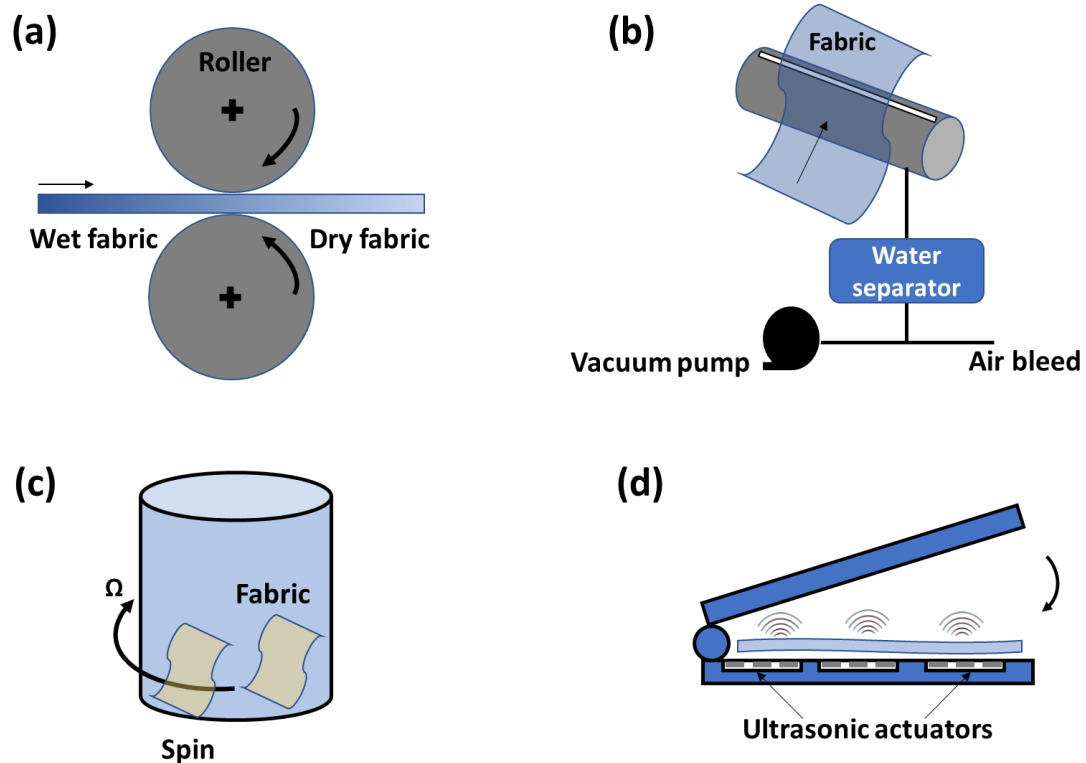 (a)
Roller
Wet fabric
Dry fabric
(b)
Fabric
Water
separator
Vacuum pump
Air bleed
(c)
Ω
Fabric
Spin
(d)
Ultrasonic actuators